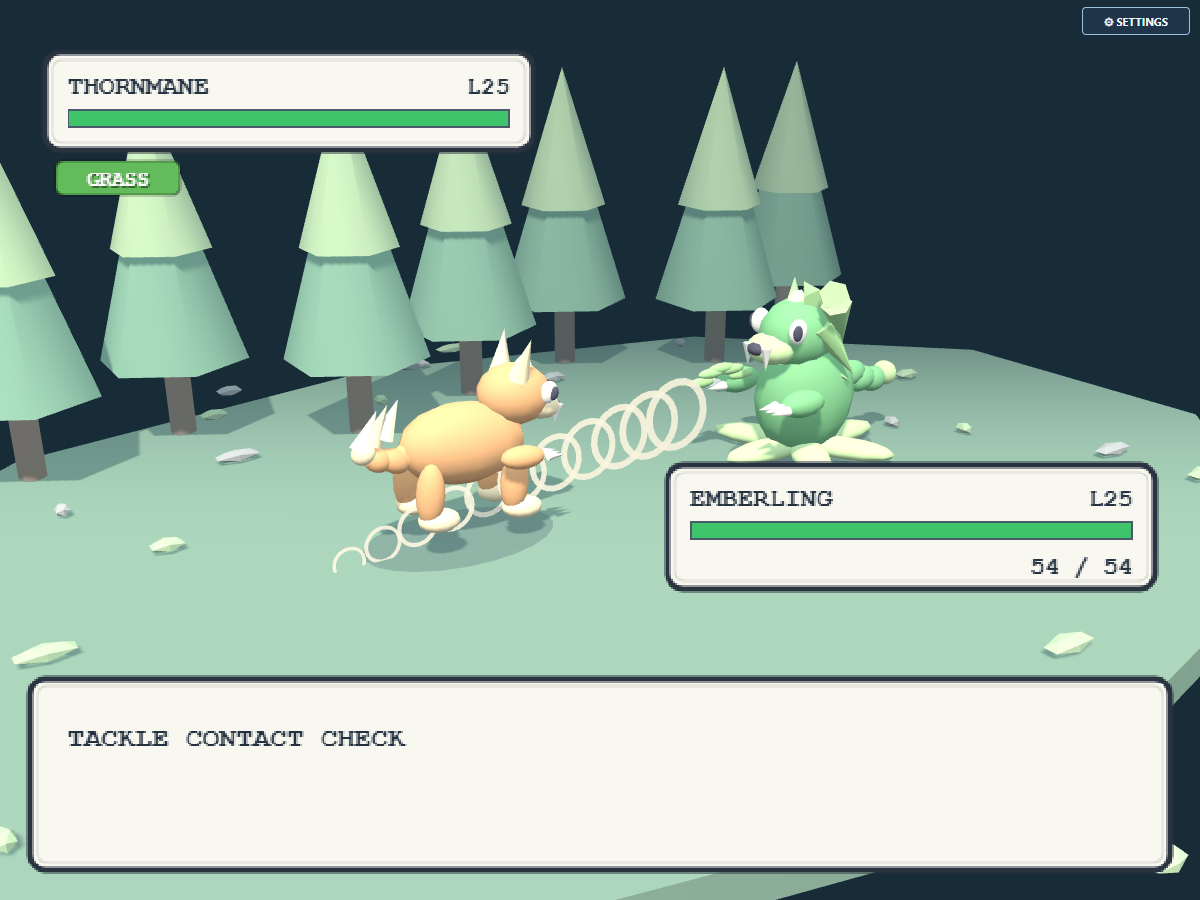 ⚙ SETTINGS
THORNMANE L25
GRASS
EMBERLING L25
54 / 54
TACKLE CONTACT CHECK